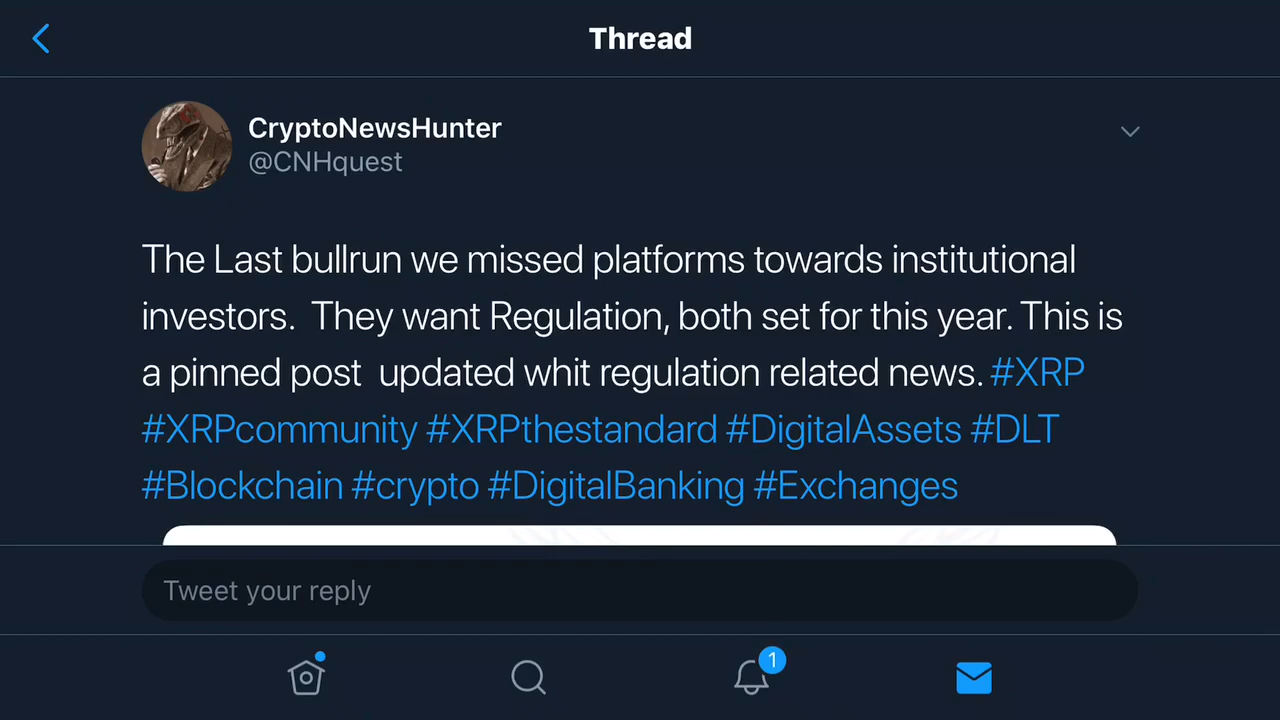 Thread
CryptoNewsHunter
@CNHquest
The Last bullrun we missed platforms towards institutional
investors.  They want Regulation, both set for this year. This is
a pinned post  updated whit regulation related news. #XRP
#XRPcommunity #XRPthestandard #DigitalAssets #DLT
#Blockchain #crypto #DigitalBanking #Exchanges
Tweet your reply
1